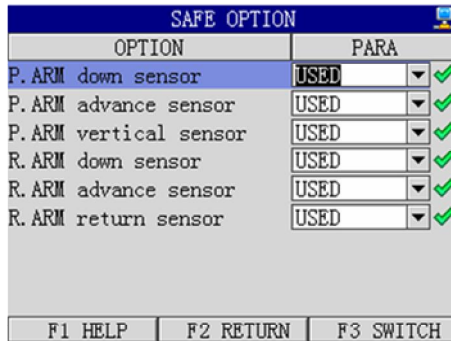 SAFE OPTION
OPTION PARA
P.ARM down sensor USED
P.ARM advance sensor USED
P.ARM vertical sensor USED
R.ARM down sensor USED
R.ARM advance sensor USED
R.ARM return sensor USED
F1 HELP F2 RETURN F3 SWITCH